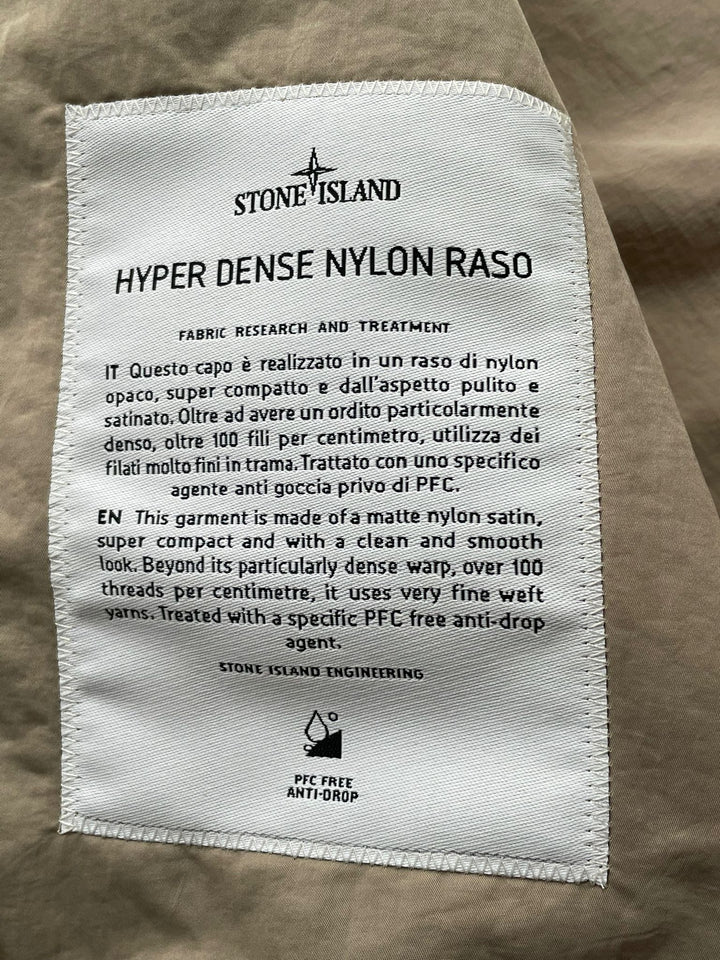 STONE ISLAND
HYPER DENSE NYLON RASO
FABRIC RESEARCH AND TREATMENT
IT Questo capo è realizzato in un raso di nylon
opaco, super compatto e dall'aspetto pulito e
satinato. Oltre ad avere un ordito particolarmente
denso, oltre 100 fili per centimetro, utilizza dei
filati molto fini in trama. Trattato con uno specifico
agente anti goccia privo di PFC.
EN This garment is made of a matte nylon satin,
super compact and with a clean and smooth
look. Beyond its particularly dense warp, over 100
threads per centimetre, it uses very fine weft
yarns. Treated with a specific PFC free anti-drop
agent.
STONE ISLAND ENGINEERING
PFC FREE
ANTI-DROP